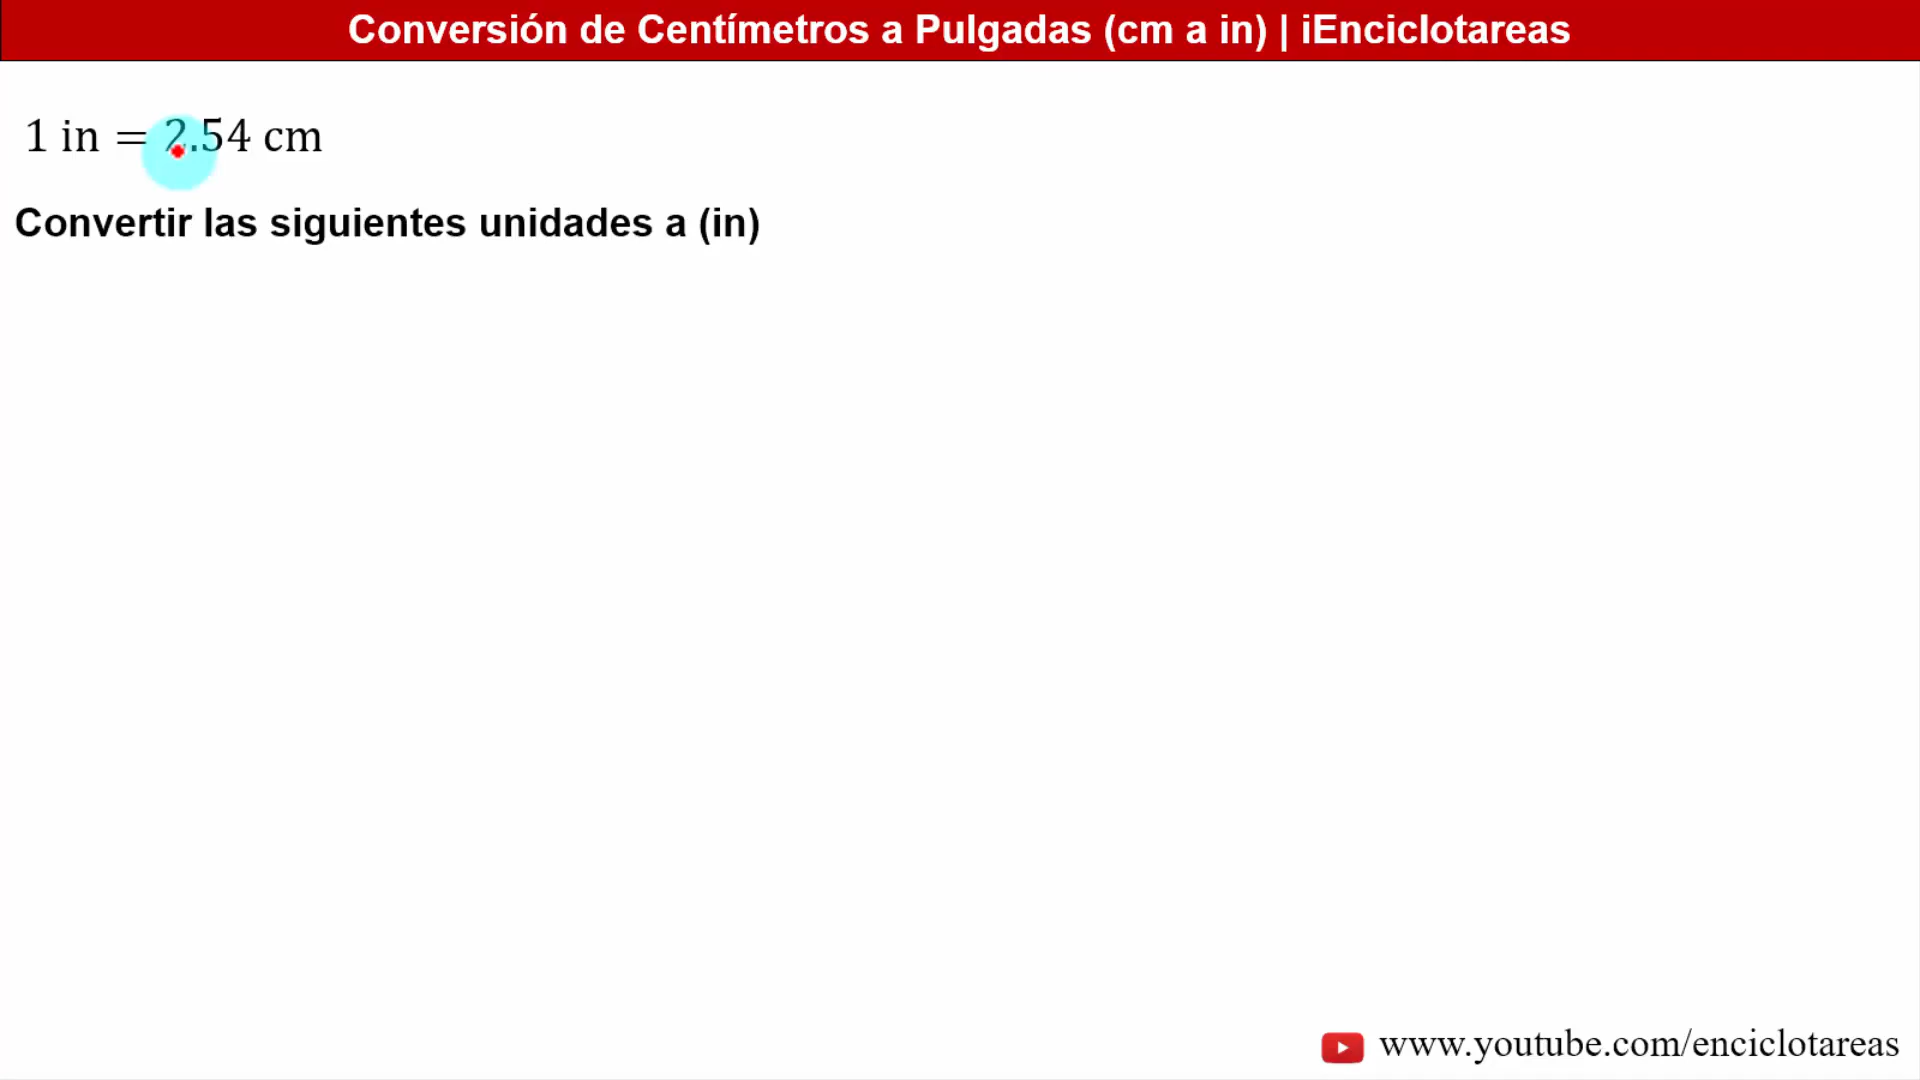 Conversión de Centímetros a Pulgadas (cm a in) | iEnciclotareas
1 in = 2.54 cm
Convertir las siguientes unidades a (in)
www.youtube.com/enciclotareas